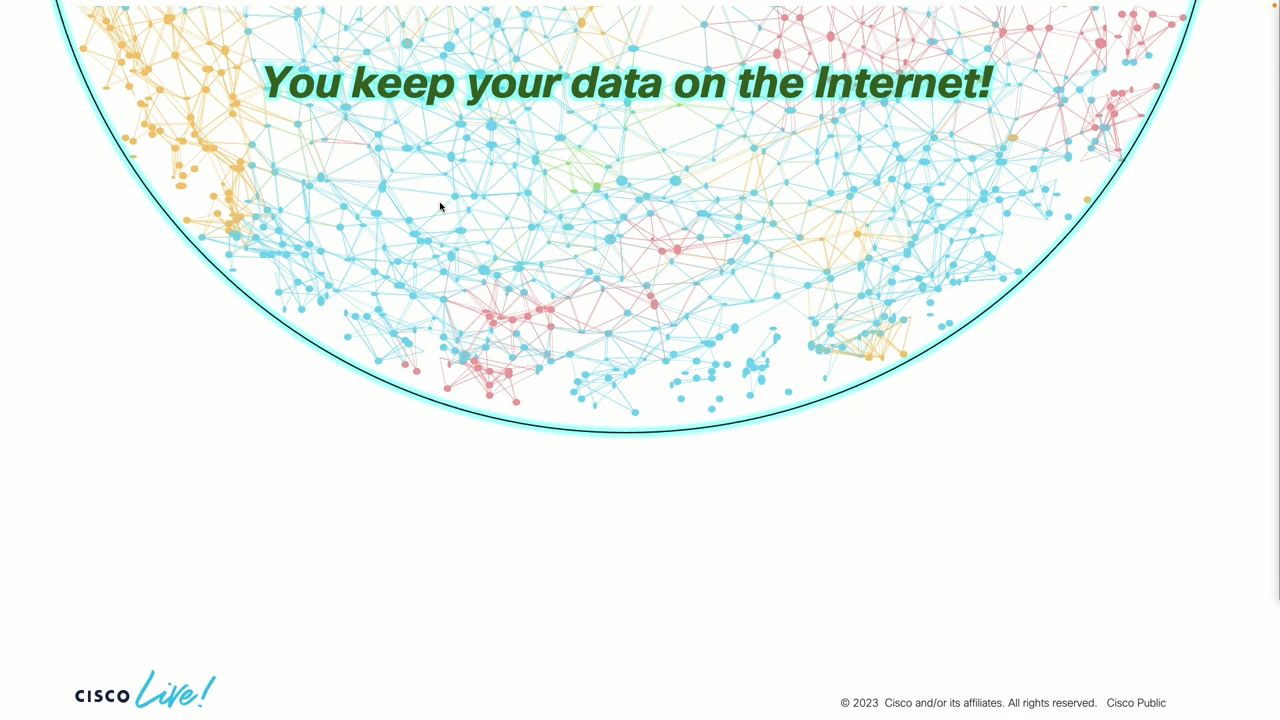 You keep your data on the Internet!
CISCO Live!
© 2023 Cisco and/or its affiliates. All rights reserved. Cisco Public